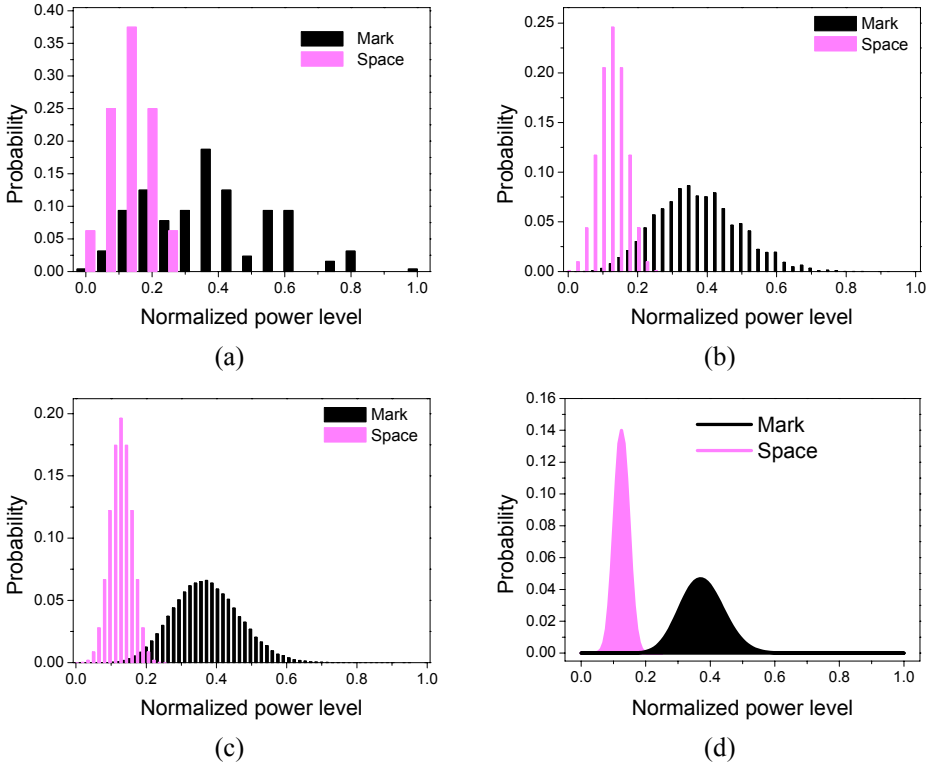 0.40
0.35
0.30
0.25
0.20
0.15
0.10
0.05
0.00
Probability
Mark
Space
0.0 0.2 0.4 0.6 0.8 1.0
Normalized power level
(a)
0.25
0.20
0.15
0.10
0.05
0.00
Probability
Mark
Space
0.0 0.2 0.4 0.6 0.8 1.0
Normalized power level
(b)
0.20
0.15
0.10
0.05
0.00
Probability
Mark
Space
0.0 0.2 0.4 0.6 0.8 1.0
Normalized power level
(c)
0.16
0.14
0.12
0.10
0.08
0.06
0.04
0.02
0.00
Probability
Mark
Space
0.0 0.2 0.4 0.6 0.8 1.0
Normalized power level
(d)